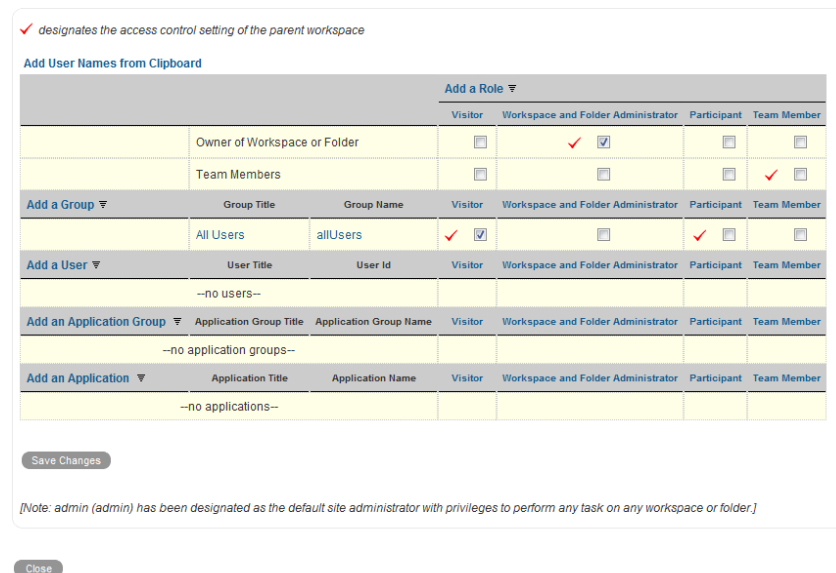 designates the access control setting of the parent workspace
Add User Names from Clipboard
Add a Role
Visitor Workspace and Folder Administrator Participant Team Member
Owner of Workspace or Folder
Team Members
Add a Group Group Title Group Name Visitor Workspace and Folder Administrator Participant Team Member
All Users allUsers
Add a User User Title User Id Visitor Workspace and Folder Administrator Participant Team Member
--no users--
Add an Application Group Application Group Title Application Group Name Visitor Workspace and Folder Administrator Participant Team Member
--no application groups--
Add an Application Application Title Application Name Visitor Workspace and Folder Administrator Participant Team Member
--no applications--
Save Changes
[Note: admin (admin) has been designated as the default site administrator with privileges to perform any task on any workspace or folder.]
Close